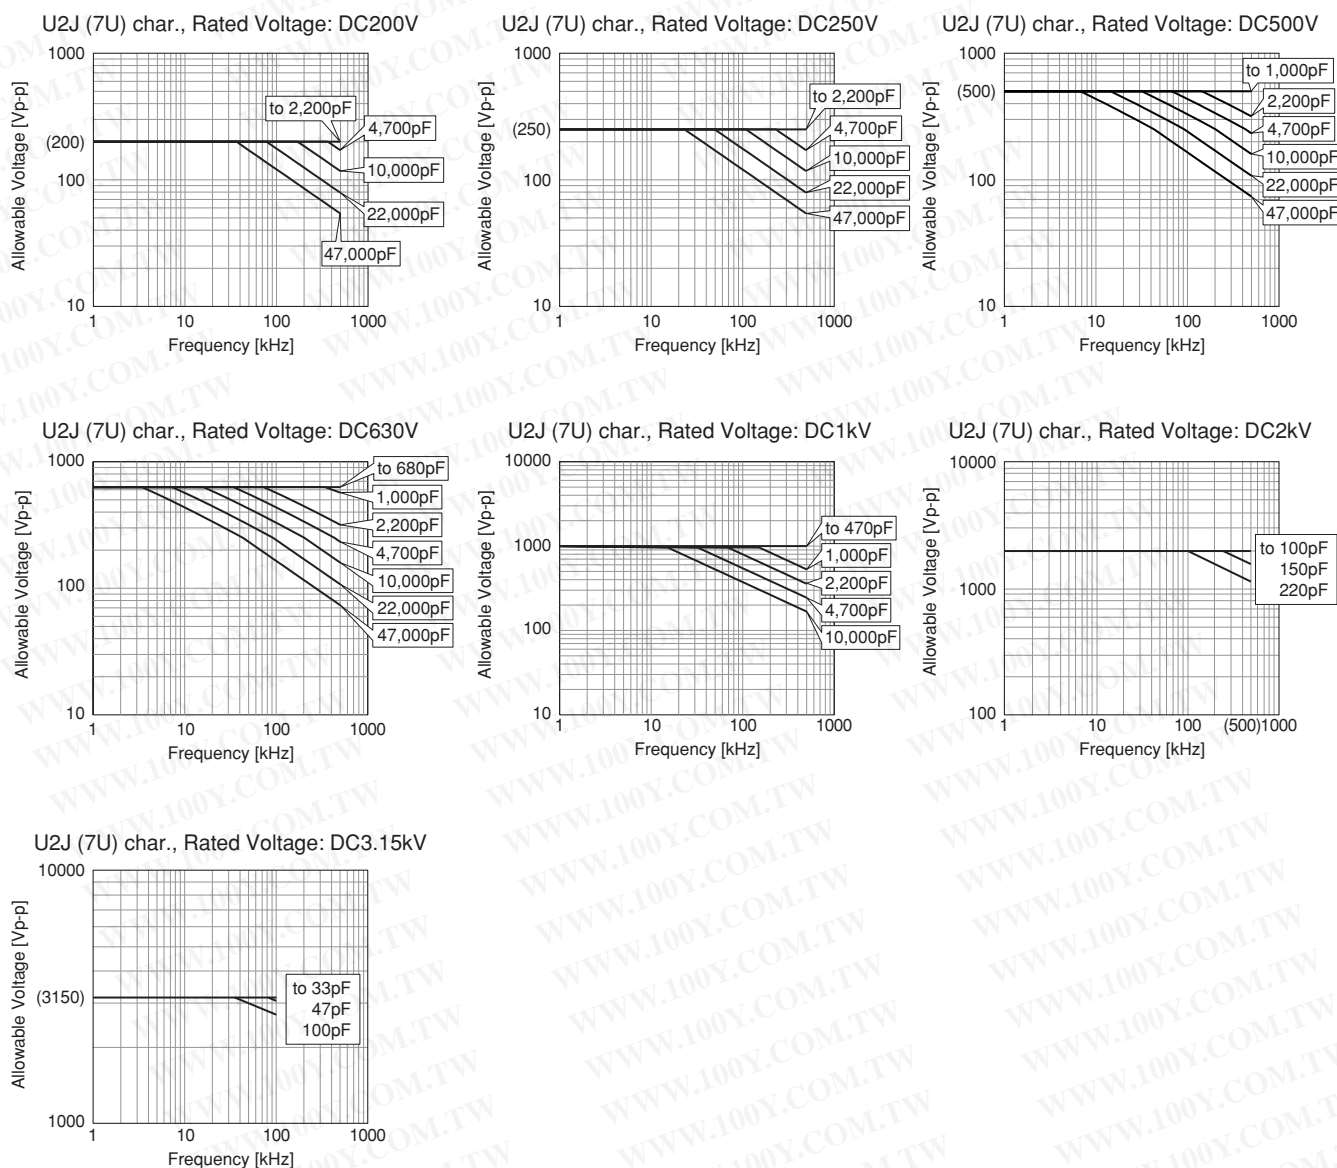 U2J (7U) char., Rated Voltage: DC200V
Allowable Voltage [Vp-p]
1000
(200)
100
10
to 2,200pF
4,700pF
10,000pF
22,000pF
47,000pF
1 10 100 1000
Frequency [kHz]
U2J (7U) char., Rated Voltage: DC250V
Allowable Voltage [Vp-p]
1000
(250)
100
10
to 2,200pF
4,700pF
10,000pF
22,000pF
47,000pF
1 10 100 1000
Frequency [kHz]
U2J (7U) char., Rated Voltage: DC500V
Allowable Voltage [Vp-p]
1000
(500)
100
10
to 1,000pF
2,200pF
4,700pF
10,000pF
22,000pF
47,000pF
1 10 100 1000
Frequency [kHz]
U2J (7U) char., Rated Voltage: DC630V
Allowable Voltage [Vp-p]
1000
100
10
to 680pF
1,000pF
2,200pF
4,700pF
10,000pF
22,000pF
47,000pF
1 10 100 1000
Frequency [kHz]
U2J (7U) char., Rated Voltage: DC1kV
Allowable Voltage [Vp-p]
10000
1000
100
10
to 470pF
1,000pF
2,200pF
4,700pF
10,000pF
1 10 100 1000
Frequency [kHz]
U2J (7U) char., Rated Voltage: DC2kV
Allowable Voltage [Vp-p]
10000
1000
100
to 100pF
150pF
220pF
1 10 100 (500) 1000
Frequency [kHz]
U2J (7U) char., Rated Voltage: DC3.15kV
Allowable Voltage [Vp-p]
10000
(3150)
1000
to 33pF
47pF
100pF
1 10 100 1000
Frequency [kHz]
WWW.100Y.COM.TW